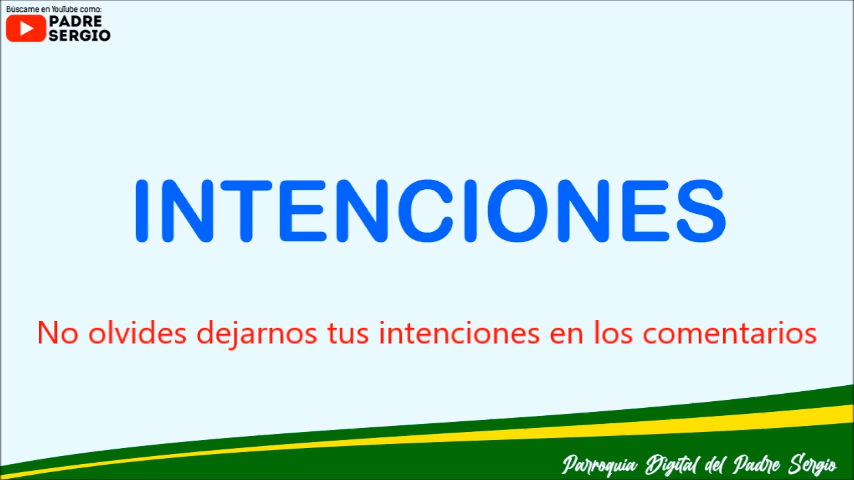 Búscame en YouTube como:
PADRE
SERGIO
INTENCIONES
No olvides dejarnos tus intenciones en los comentarios
Parroquia Digital del Padre Sergio